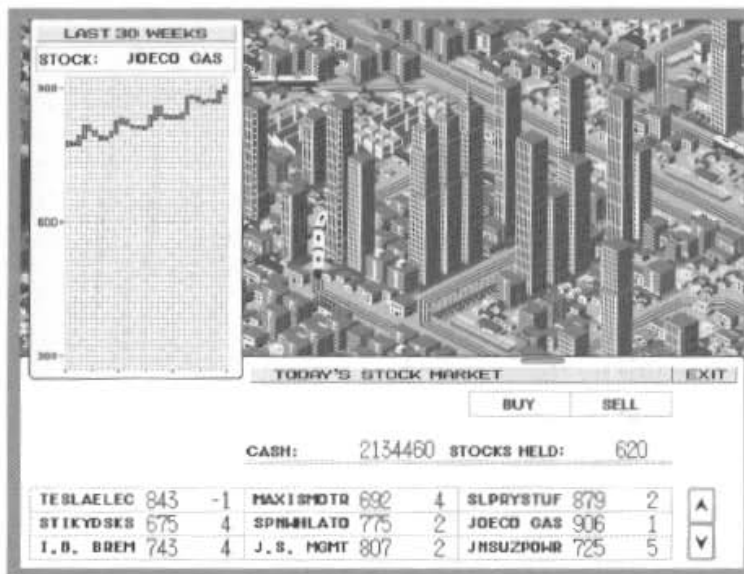 LAST 30 WEEKS
STOCK: JOECO GAS
900
600
300
TODAY'S STOCK MARKET EXIT
BUY SELL
CASH: 2134460 STOCKS HELD: 620
TESLAELEC 843 -1 MAXISMOTR 692 4 SLPRYSTUF 879 2
STIKYDSKS 675 4 SPNWHLATO 775 2 JOECO GAS 906 1
I.B. BREM 743 4 J.S. MGMT 807 2 JMSUZPOWR 725 5